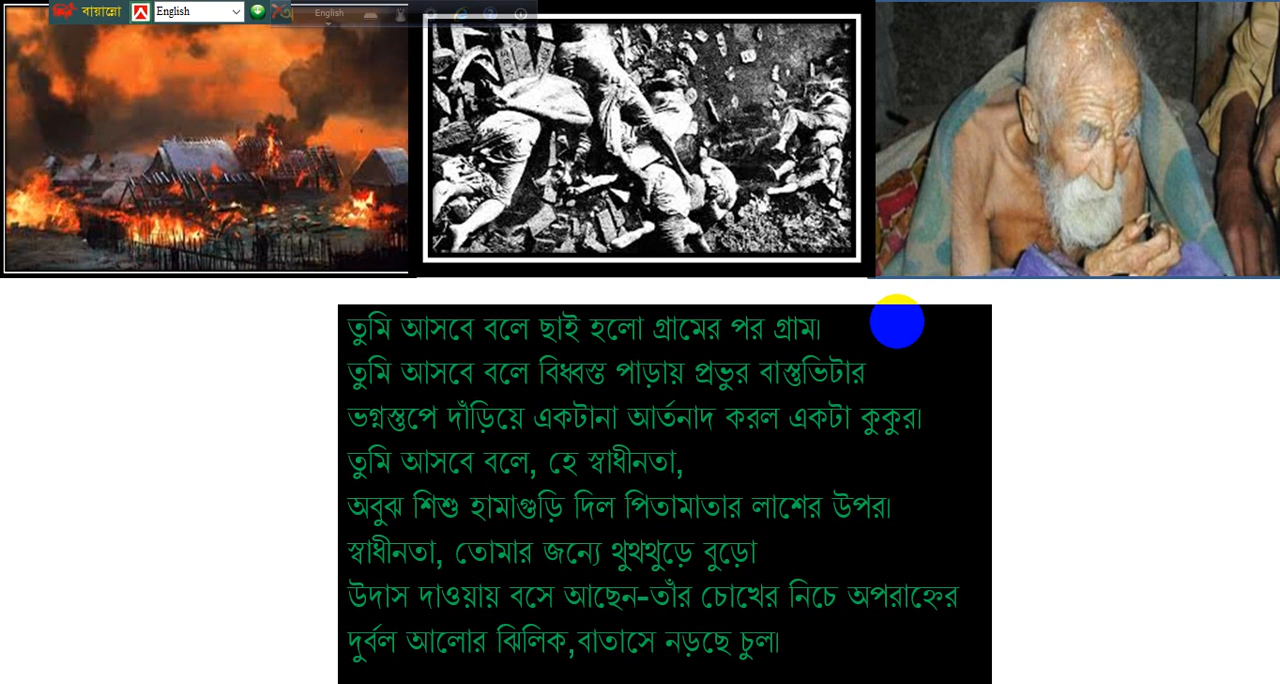 বায়ান্নো
English
English
তুমি আসবে বলে ছাই হলো গ্রামের পর গ্রাম।
তুমি আসবে বলে বিধ্বস্ত পাড়ায় প্রভুর বাস্তুভিটার
ভগ্নস্তুপে দাঁড়িয়ে একটানা আর্তনাদ করল একটা কুকুর।
তুমি আসবে বলে, হে স্বাধীনতা,
অবুঝ শিশু হামাগুড়ি দিল পিতামাতার লাশের উপর।
স্বাধীনতা, তোমার জন্যে থুথথুড়ে বুড়ো
উদাস দাওয়ায় বসে আছেন-তাঁর চোখের নিচে অপরাহ্নের
দুর্বল আলোর ঝিলিক,বাতাসে নড়ছে চুল।